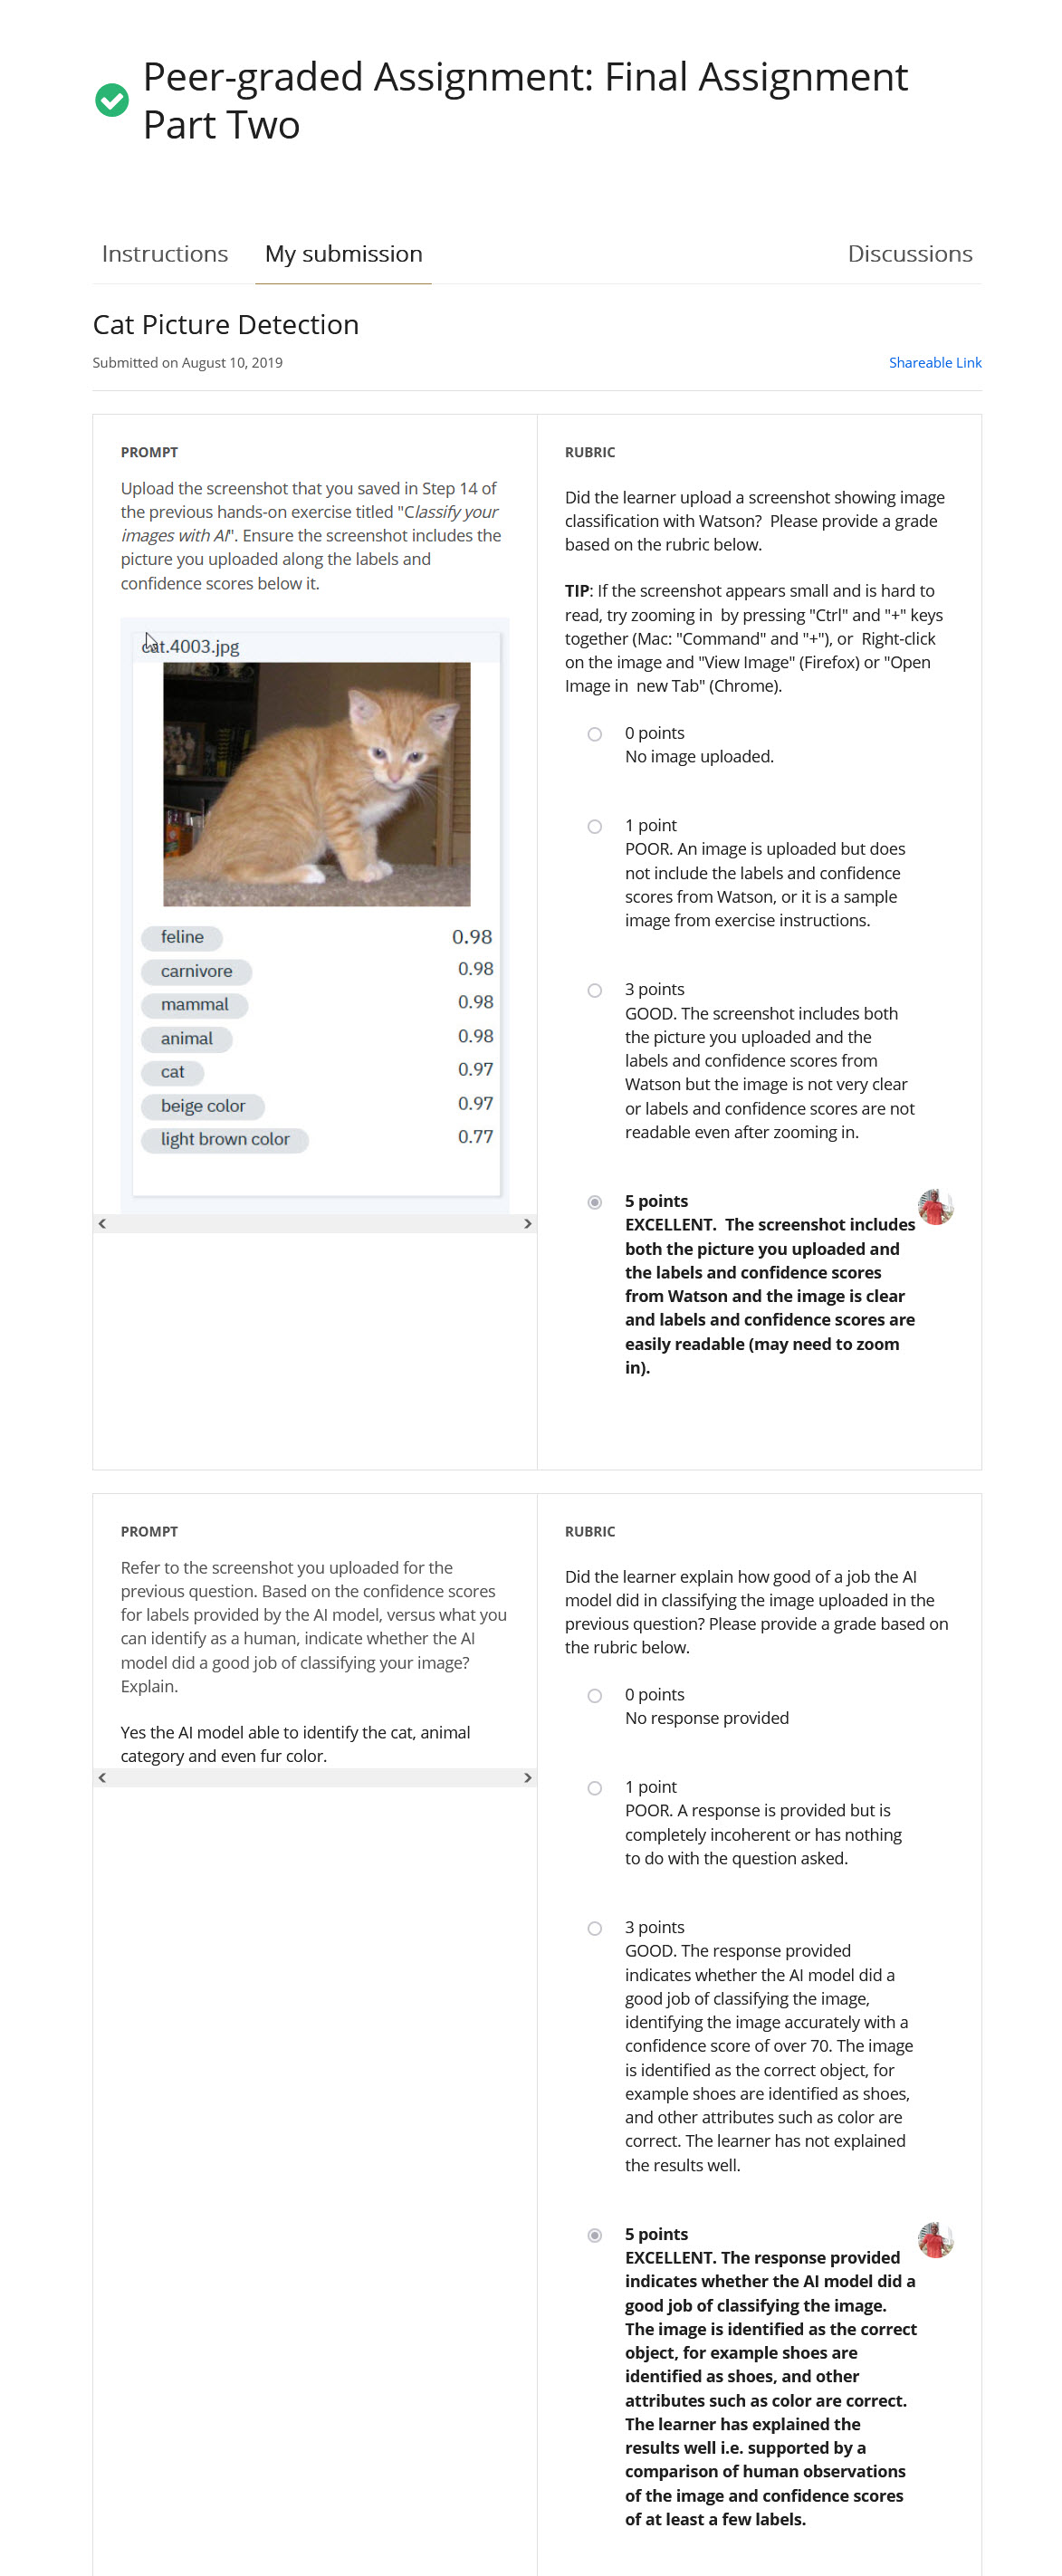 Peer-graded Assignment: Final Assignment
Part Two
Instructions
My submission
Discussions
Cat Picture Detection
Submitted on August 10, 2019
Shareable Link
PROMPT
Upload the screenshot that you saved in Step 14 of
the previous hands-on exercise titled "Classify your
images with AI". Ensure the screenshot includes the
picture you uploaded along the labels and
confidence scores below it.
cat.4003.jpg
feline 0.98
carnivore 0.98
mammal 0.98
animal 0.98
cat 0.97
beige color 0.97
light brown color 0.77
RUBRIC
Did the learner upload a screenshot showing image
classification with Watson? Please provide a grade
based on the rubric below.
TIP: If the screenshot appears small and is hard to
read, try zooming in by pressing "Ctrl" and "+" keys
together (Mac: "Command" and "+"), or Right-click
on the image and "View Image" (Firefox) or "Open
Image in new Tab" (Chrome).
0 points
No image uploaded.
1 point
POOR. An image is uploaded but does
not include the labels and confidence
scores from Watson, or it is a sample
image from exercise instructions.
3 points
GOOD. The screenshot includes both
the picture you uploaded and the
labels and confidence scores from
Watson but the image is not very clear
or labels and confidence scores are not
readable even after zooming in.
5 points
EXCELLENT. The screenshot includes
both the picture you uploaded and
the labels and confidence scores
from Watson and the image is clear
and labels and confidence scores are
easily readable (may need to zoom
in).
PROMPT
Refer to the screenshot you uploaded for the
previous question. Based on the confidence scores
for labels provided by the AI model, versus what you
can identify as a human, indicate whether the AI
model did a good job of classifying your image?
Explain.
Yes the AI model able to identify the cat, animal
category and even fur color.
RUBRIC
Did the learner explain how good of a job the AI
model did in classifying the image uploaded in the
previous question? Please provide a grade based on
the rubric below.
0 points
No response provided
1 point
POOR. A response is provided but is
completely incoherent or has nothing
to do with the question asked.
3 points
GOOD. The response provided
indicates whether the AI model did a
good job of classifying the image,
identifying the image accurately with a
confidence score of over 70. The image
is identified as the correct object, for
example shoes are identified as shoes,
and other attributes such as color are
correct. The learner has not explained
the results well.
5 points
EXCELLENT. The response provided
indicates whether the AI model did a
good job of classifying the image.
The image is identified as the correct
object, for example shoes are
identified as shoes, and other
attributes such as color are correct.
The learner has explained the
results well i.e. supported by a
comparison of human observations
of the image and confidence scores
of at least a few labels.